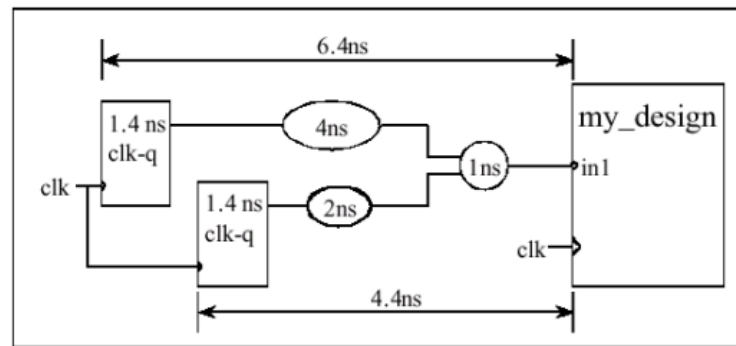 6.4ns
1.4 ns
clk-q
4ns
my_design
1ns
in1
clk
1.4 ns
clk-q
2ns
clk
4.4ns